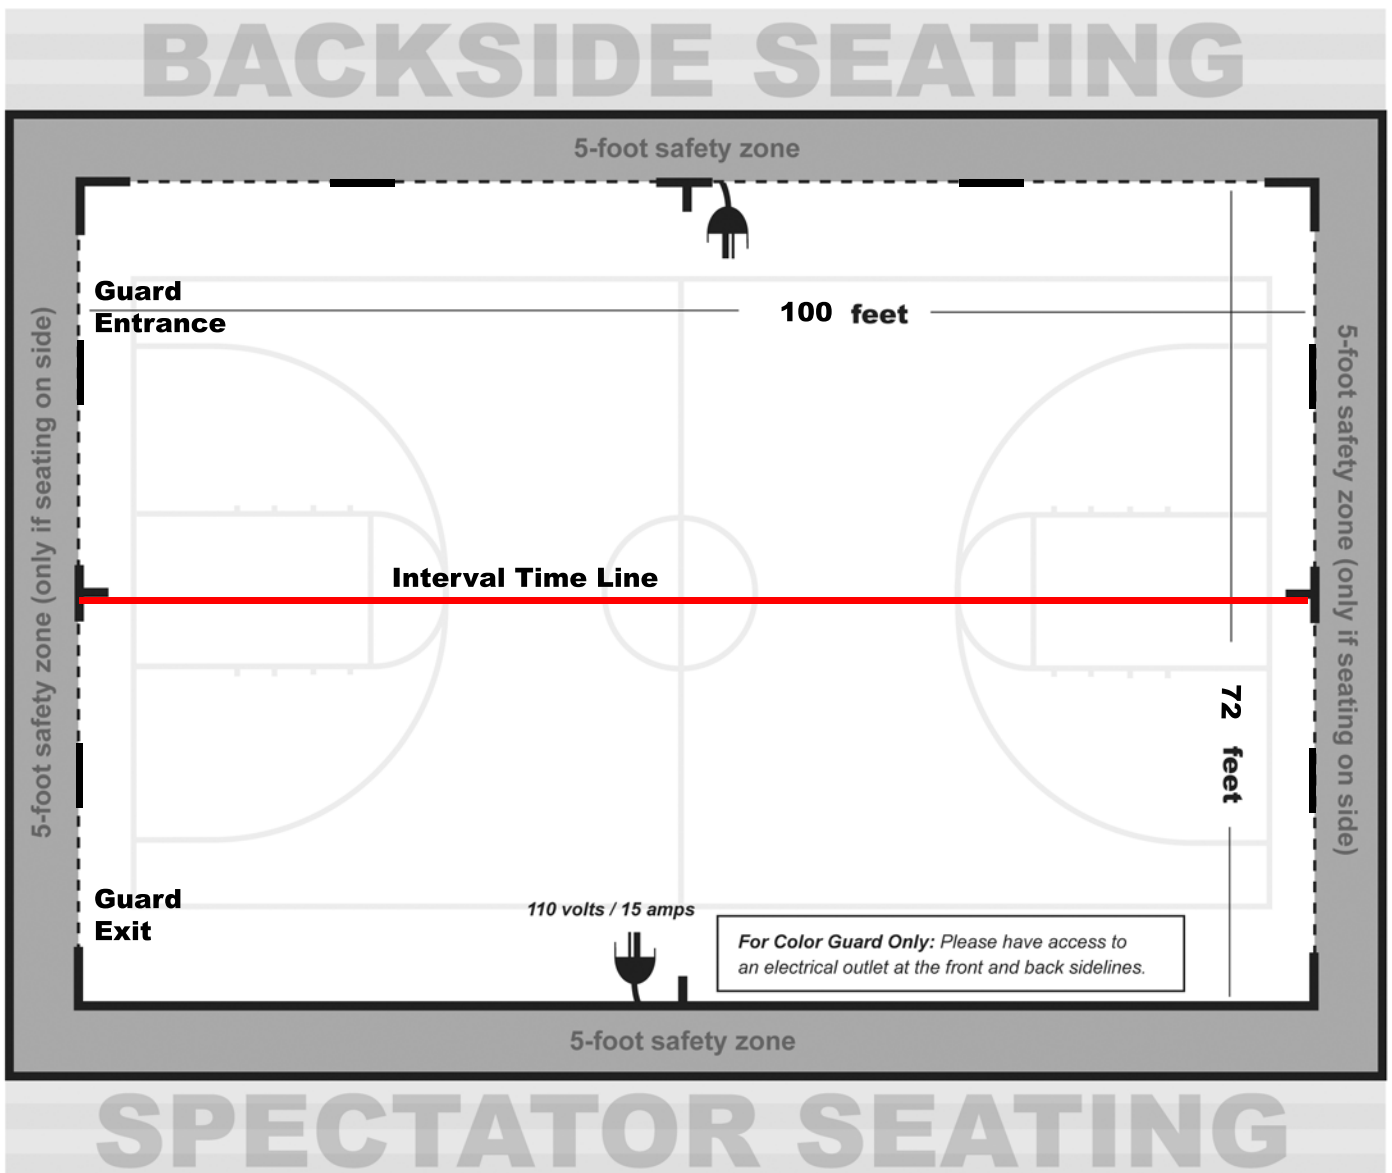 BACKSIDE SEATING
5-foot safety zone
Guard
Entrance
100 feet
5-foot safety zone (only if seating on side)
5-foot safety zone (only if seating on side)
Interval Time Line
72 feet
Guard
Exit
110 volts / 15 amps
For Color Guard Only: Please have access to
an electrical outlet at the front and back sidelines.
5-foot safety zone
SPECTATOR SEATING